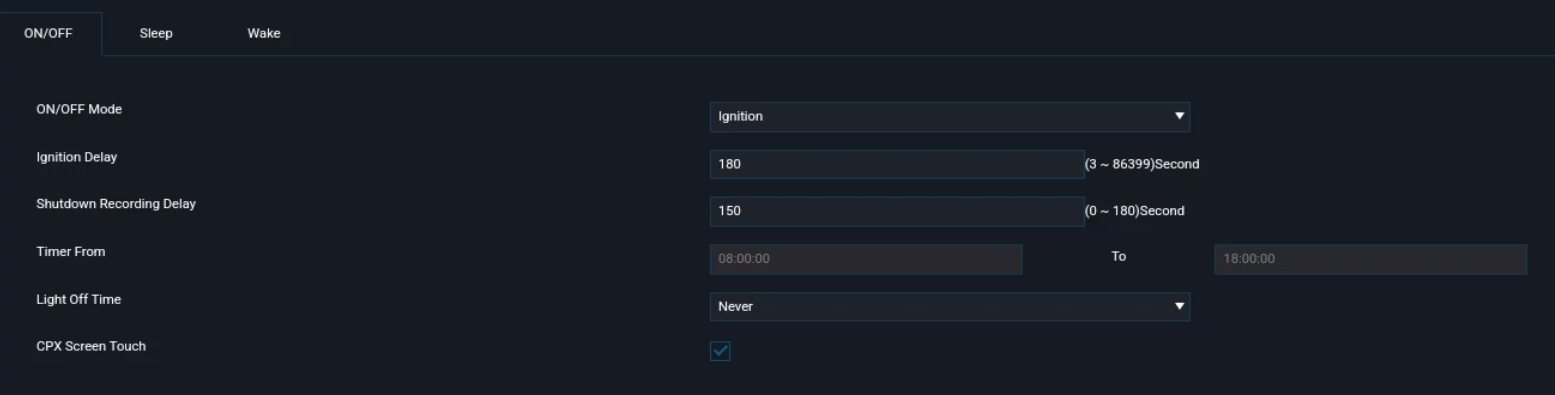 ON/OFF Sleep Wake
ON/OFF Mode Ignition
Ignition Delay 180 (3 ~ 86399)Second
Shutdown Recording Delay 150 (0 ~ 180)Second
Timer From 08:00:00 To 18:00:00
Light Off Time Never
CPX Screen Touch